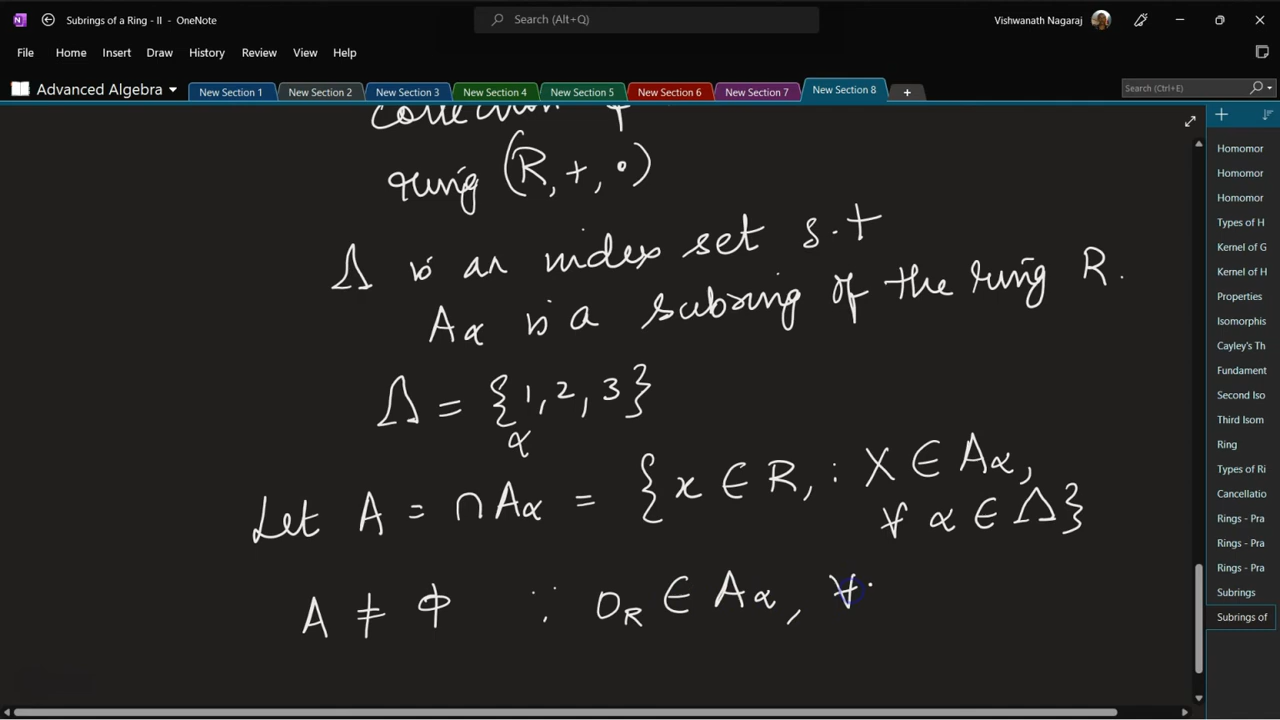 Subrings of a Ring - II - OneNote
Search (Alt+Q)
Vishwanath Nagaraj
File Home Insert Draw History Review View Help
Advanced Algebra
New Section 1 New Section 2 New Section 3 New Section 4 New Section 5 New Section 6 New Section 7 New Section 8 +
Search (Ctrl+E)
collection of
ring (R, +, •)
Δ is an index set s.t
Aα is a subring of the ring R.
Δ = {1, 2, 3}
α
Let A = ∩ Aα = {x ∈ R, : X ∈ Aα,
∀ α ∈ Δ}
A ≠ Φ ∵ 0R ∈ Aα, ∀
Homomor
Homomor
Homomor
Types of H
Kernel of G
Kernel of H
Properties
Isomorphis
Cayley's Th
Fundament
Second Iso
Third Isom
Ring
Types of Ri
Cancellatio
Rings - Pra
Rings - Pra
Rings - Pra
Subrings
Subrings of